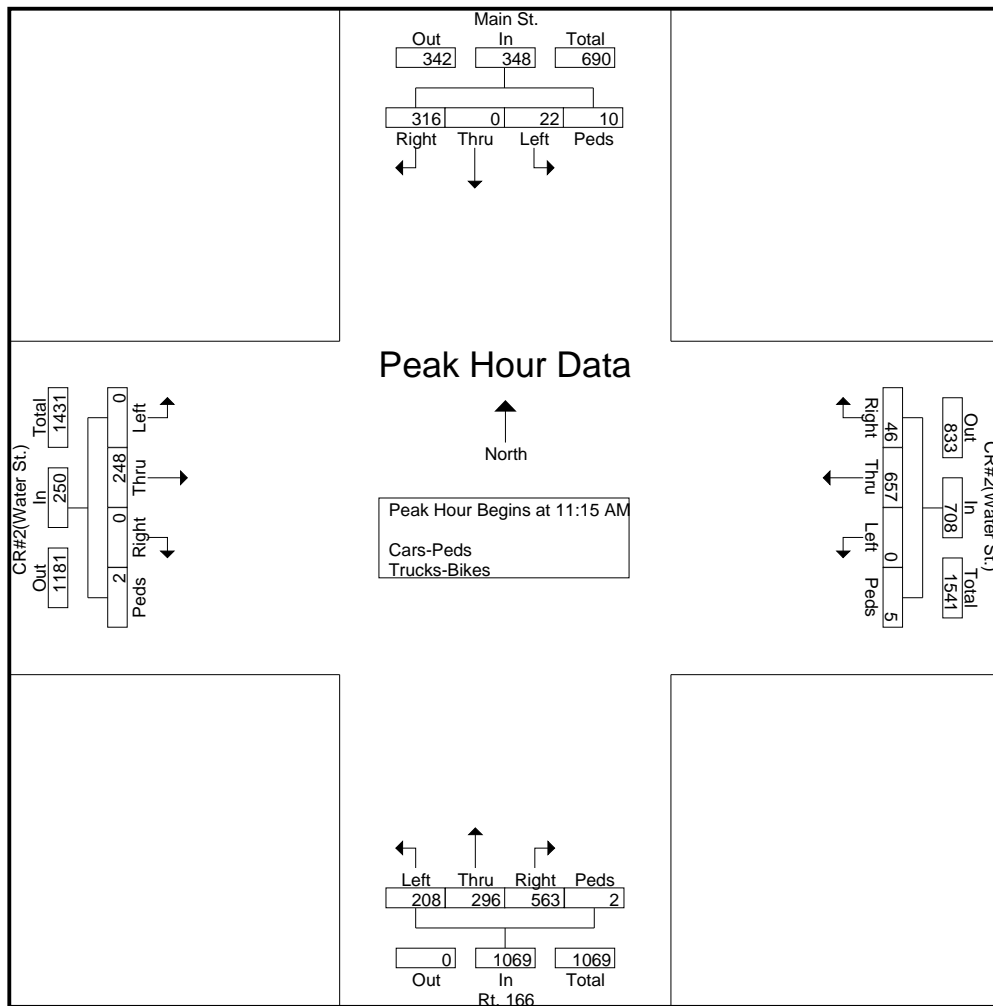 Main St.
Out In Total
342 348 690
316 0 22 10
Right Thru Left Peds
Peak Hour Data
North
Peak Hour Begins at 11:15 AM
Cars-Peds
Trucks-Bikes
CR#2(Water St.)
Out In Total
1181 250 1431
Left Thru Right Peds
0 248 0 2
CR#2(Water St.)
Out In Total
833 708 1541
Right Thru Left Peds
46 657 0 5
Left Thru Right Peds
208 296 563 2
0 1069 1069
Out In Total
Rt. 166